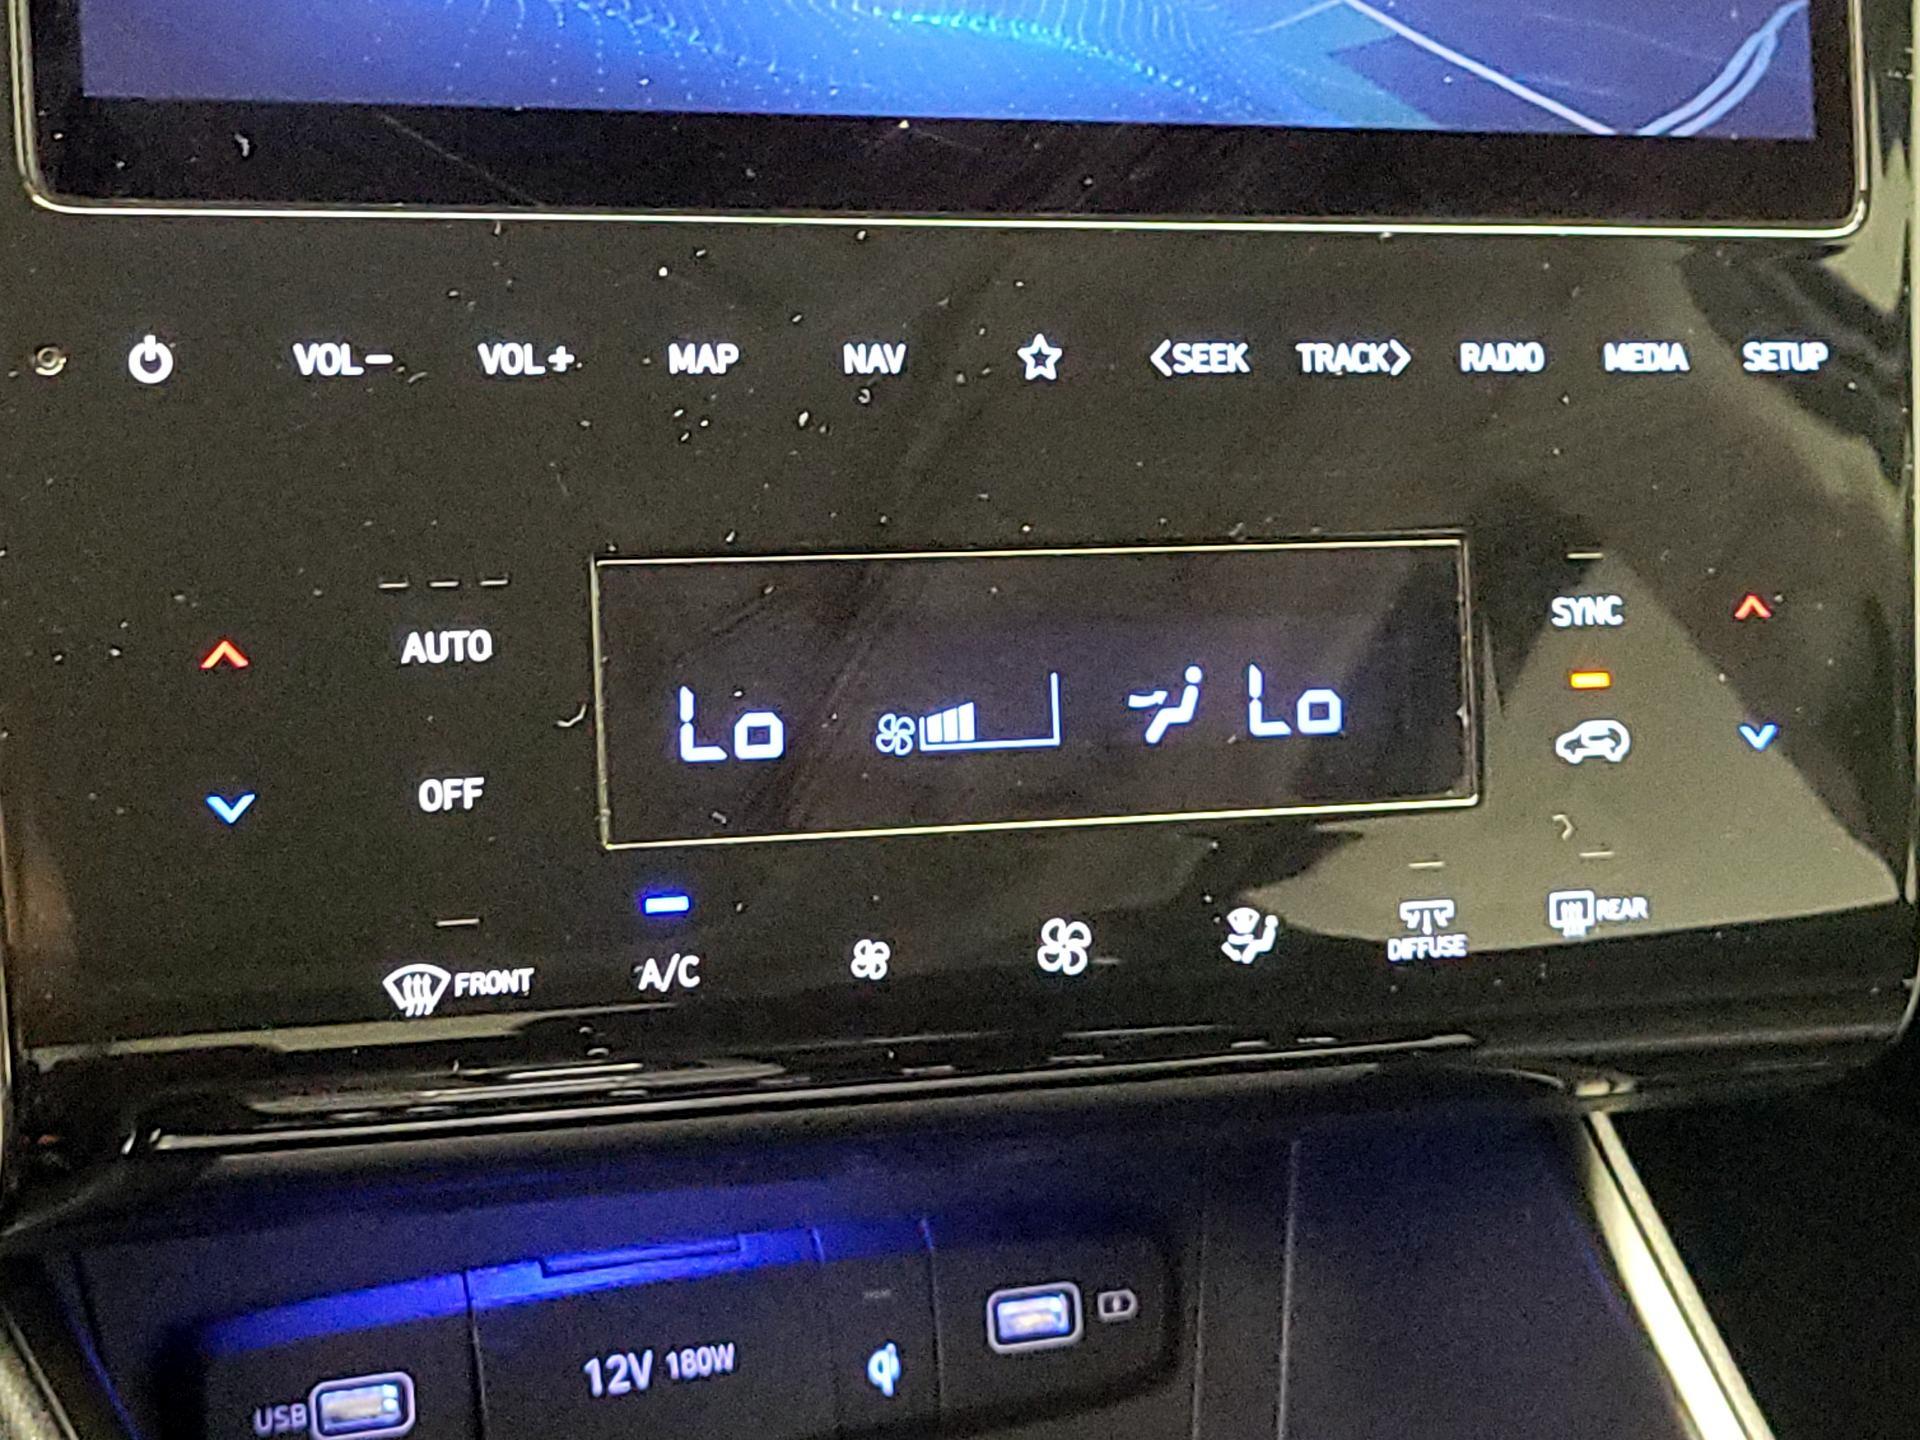 VOL− VOL+ MAP NAV <SEEK TRACK> RADIO MEDIA SETUP
AUTO SYNC
Lo Lo
OFF
FRONT A/C DIFFUSE REAR
USB 12V 180W qi